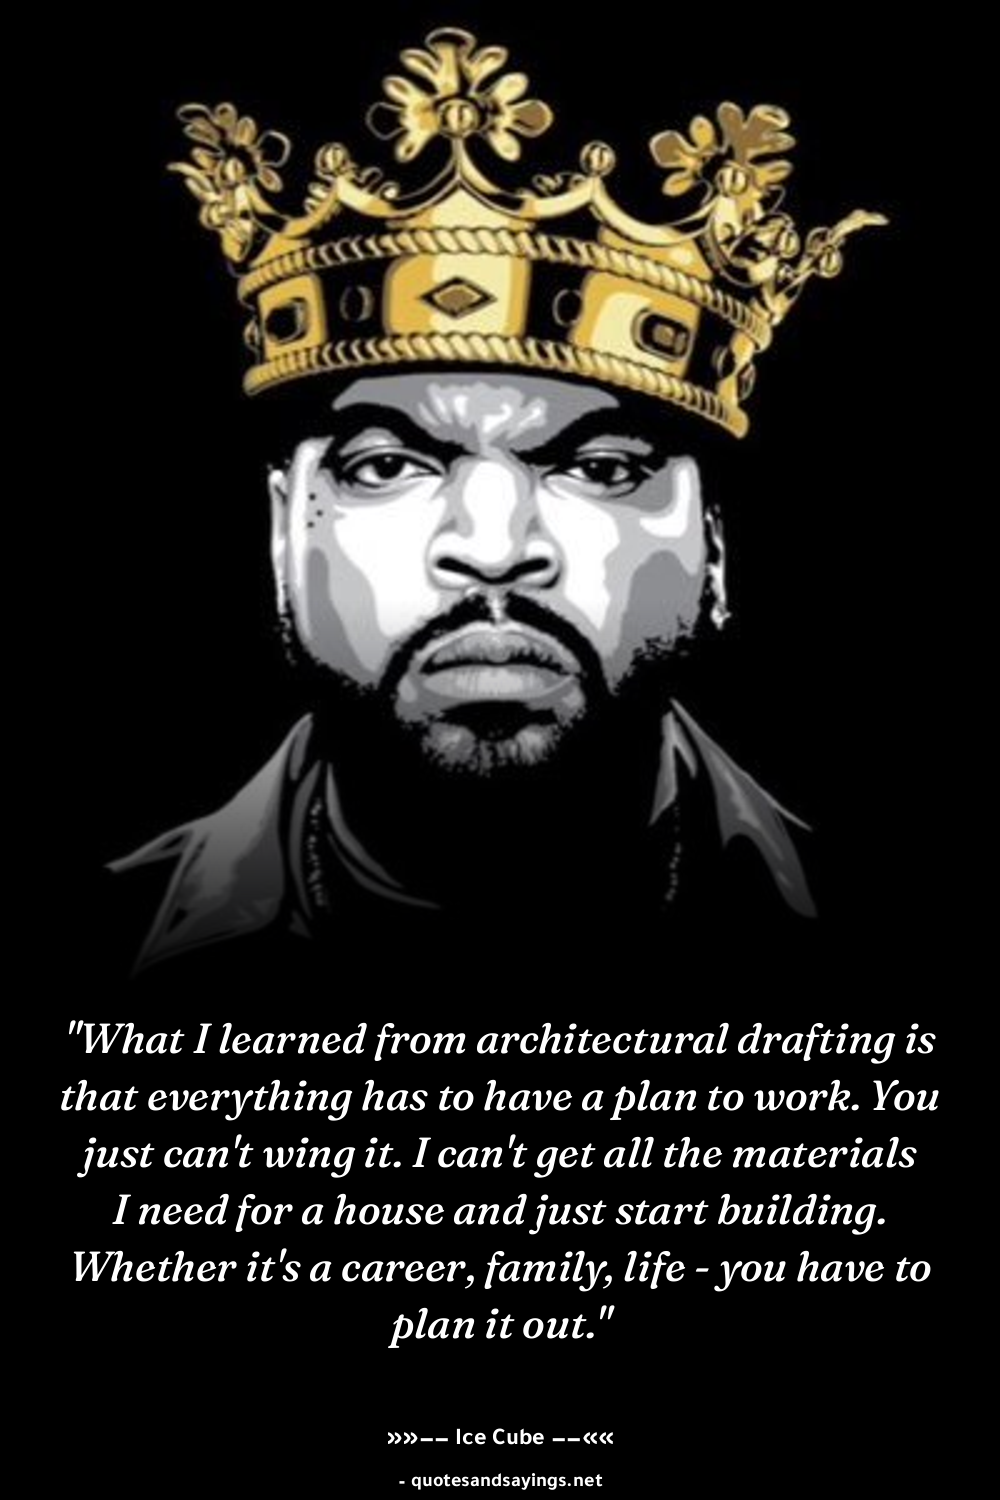 "What I learned from architectural drafting is
that everything has to have a plan to work. You
just can't wing it. I can't get all the materials
I need for a house and just start building.
Whether it's a career, family, life - you have to
plan it out."
»»−− Ice Cube −−««
- quotesandsayings.net